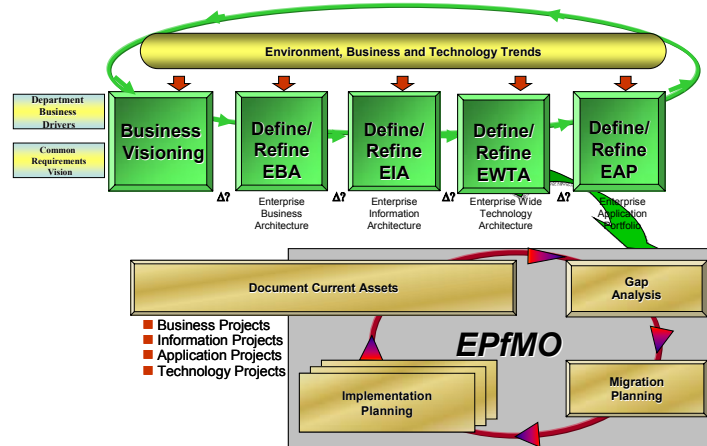 Environment, Business and Technology Trends
Department
Business
Drivers
Common
Requirements
Vision
Business
Visioning
Define/
Refine
EBA
Define/
Refine
EIA
Define/
Refine
EWTA
Define/
Refine
EAP
Δ?
Δ?
Δ?
Δ?
Enterprise
Business
Architecture
Enterprise
Information
Architecture
Enterprise Wide
Technology
Architecture
Enterprise
Application
Portfolio
Document Current Assets
Gap
Analysis
Business Projects
Information Projects
Application Projects
Technology Projects
EPfMO
Implementation
Planning
Migration
Planning